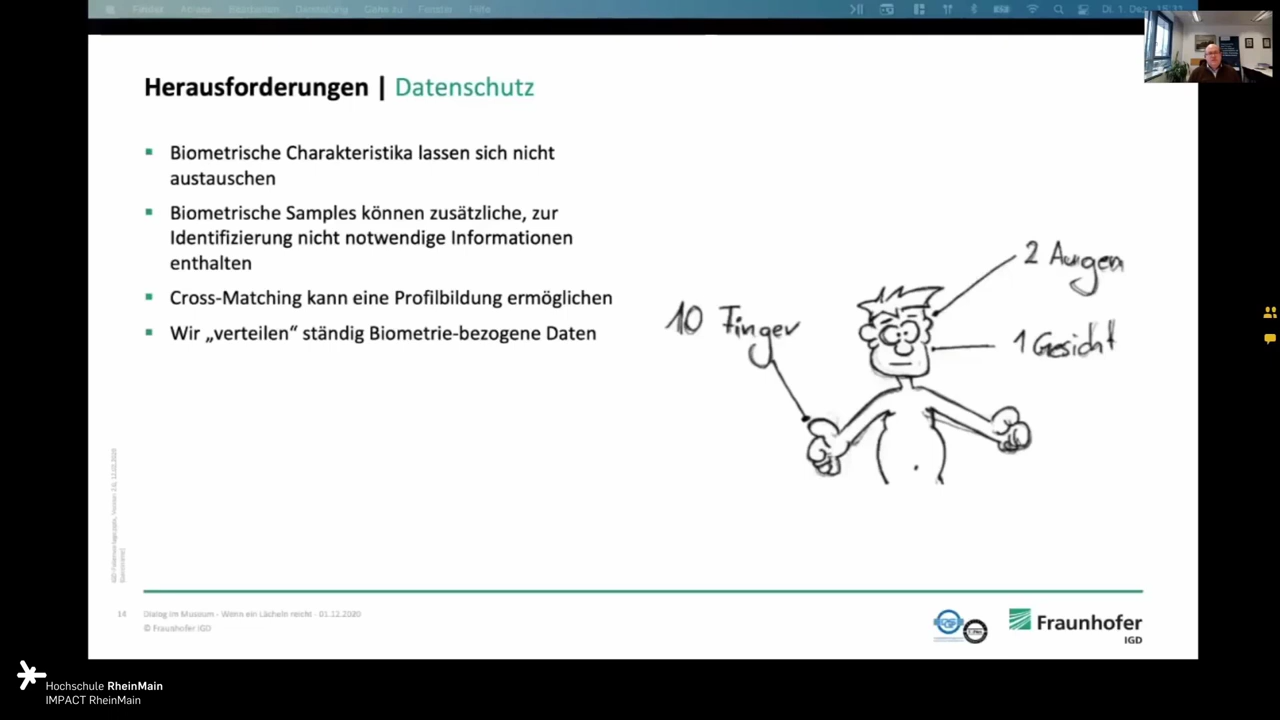 Herausforderungen | Datenschutz
Biometrische Charakteristika lassen sich nicht
austauschen
Biometrische Samples können zusätzliche, zur
Identifizierung nicht notwendige Informationen
enthalten
Cross-Matching kann eine Profilbildung ermöglichen
Wir „verteilen“ ständig Biometrie-bezogene Daten
2 Augen
10 Finger
1 Gesicht
14
Dialog im Museum - Wenn ein Lächeln reicht - 01.12.2020
© Fraunhofer IGD
Fraunhofer
IGD
Hochschule RheinMain
IMPACT RheinMain